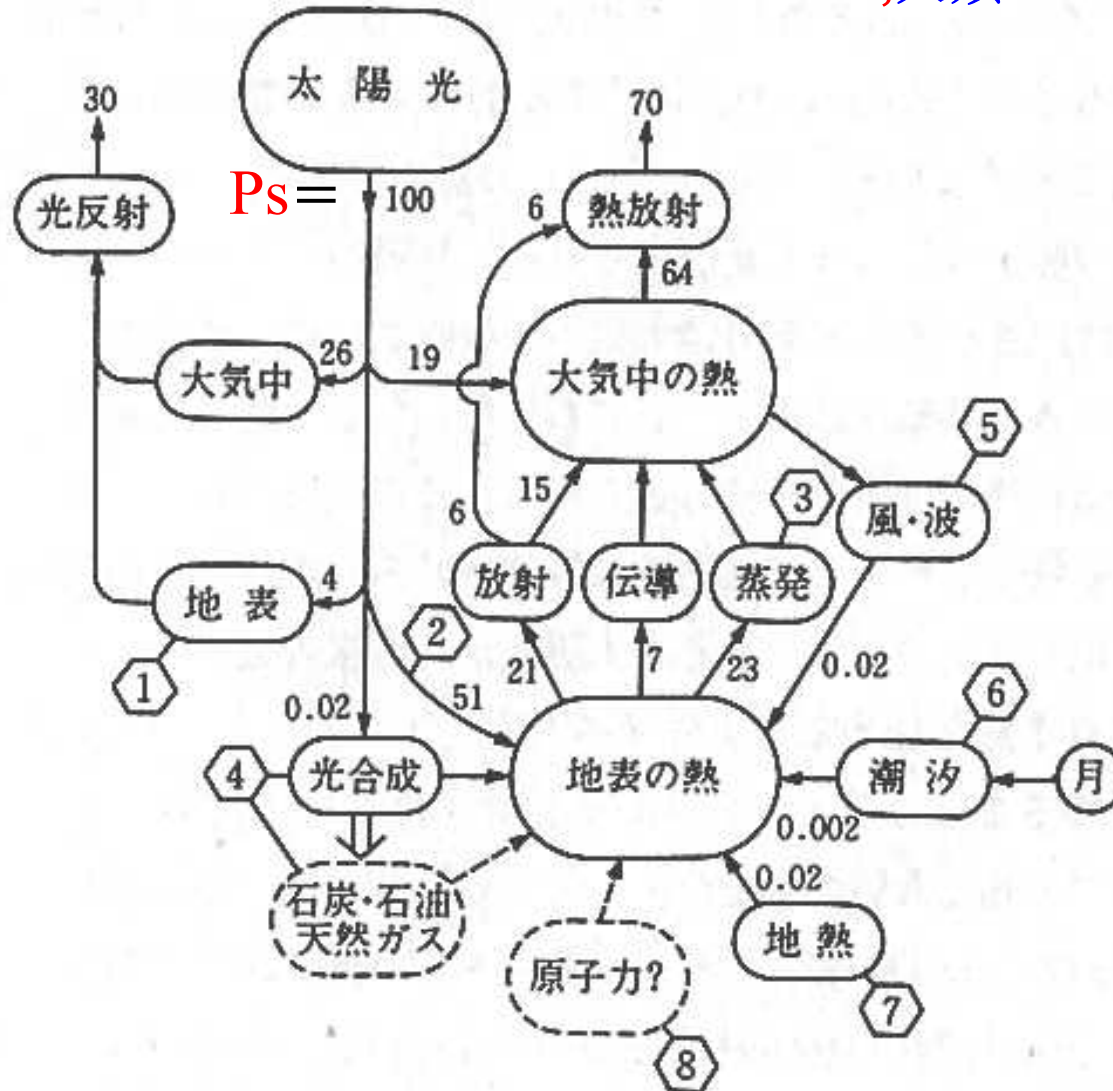 太陽光
30
70
Ps=
100
光反射
6
熱放射
64
26
19
大気中
大気中の熱
5
15
3
6
風・波
放射
伝導
蒸発
4
地表
2
1
51
21
7
23
0.02
0.02
6
4
光合成
地表の熱
潮汐
月
0.002
石炭・石油
天然ガス
0.02
原子力?
地熱
7
8